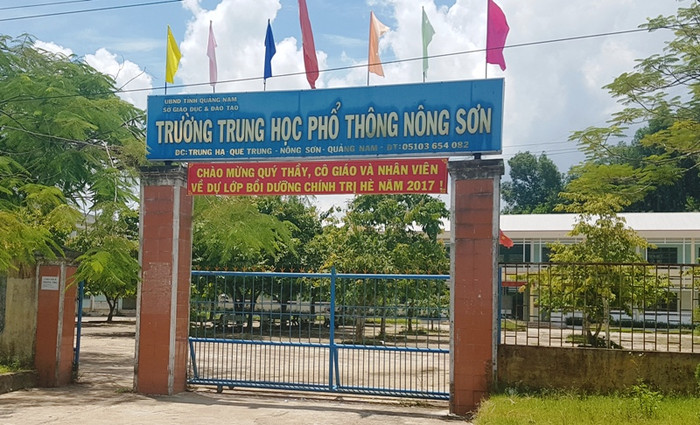 UBND TỈNH QUẢNG NAM
SỞ GIÁO DỤC & ĐÀO TẠO
TRƯỜNG TRUNG HỌC PHỔ THÔNG NÔNG SƠN
ĐC: TRUNG HẠ - QUẾ TRUNG - NÔNG SƠN - QUẢNG NAM - ĐT: 05103 654 082
CHÀO MỪNG QUÝ THẦY, CÔ GIÁO VÀ NHÂN VIÊN
VỀ DỰ LỚP BỒI DƯỠNG CHÍNH TRỊ HÈ NĂM 2017 !